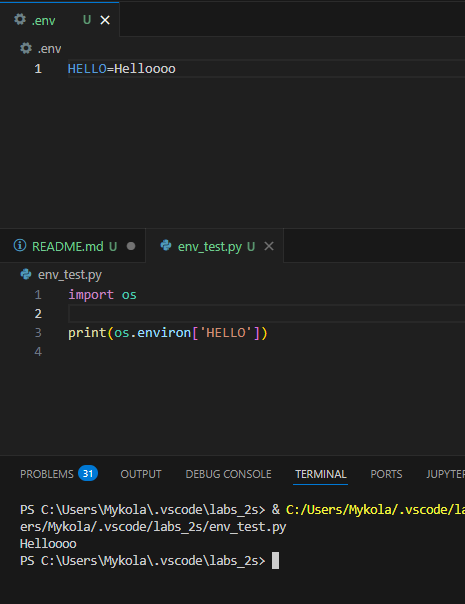 .env U
.env
1 HELLO=Helloooo
README.md U env_test.py U
env_test.py
1 import os
2
3 print(os.environ['HELLO'])
4
PROBLEMS 31 OUTPUT DEBUG CONSOLE TERMINAL PORTS JUPYTE
PS C:\Users\Mykola\.vscode\labs_2s> & C:/Users/Mykola/.vscode/la
ers/Mykola/.vscode/labs_2s/env_test.py
Helloooo
PS C:\Users\Mykola\.vscode\labs_2s>